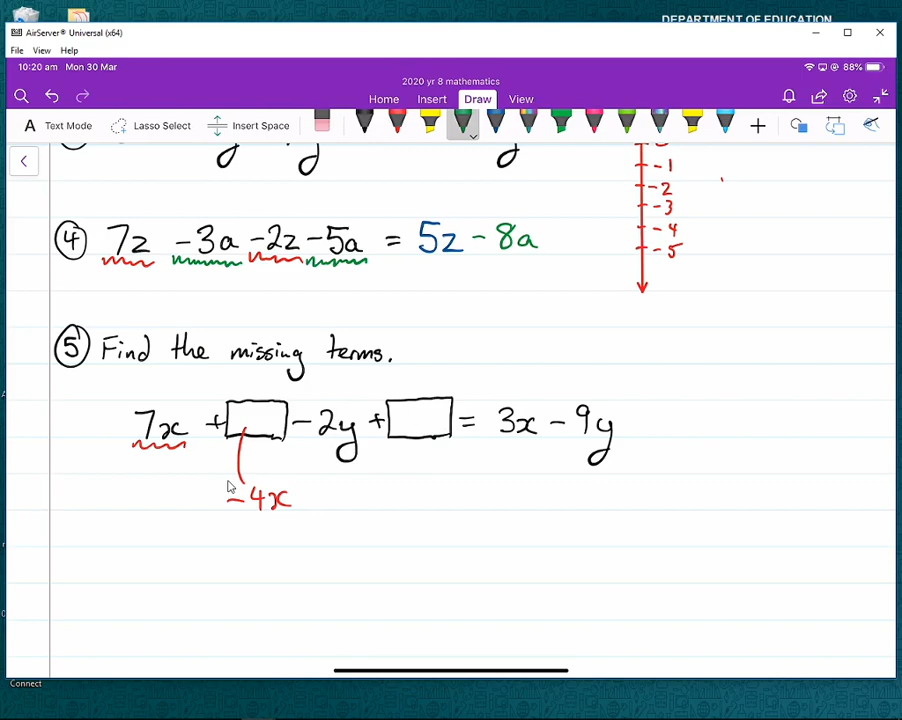 DEPARTMENT OF EDUCATION
AirServer® Universal (x64)
File View Help
10:20 am Mon 30 Mar 88%
2020 yr 8 mathematics
Home Insert Draw View
Text Mode Lasso Select Insert Space
-1
-2
-3
-4
-5
④ 7z -3a -2z -5a = 5z - 8a
⑤ Find the missing terms.
7x + □ - 2y + □ = 3x - 9y
-4x
Connect